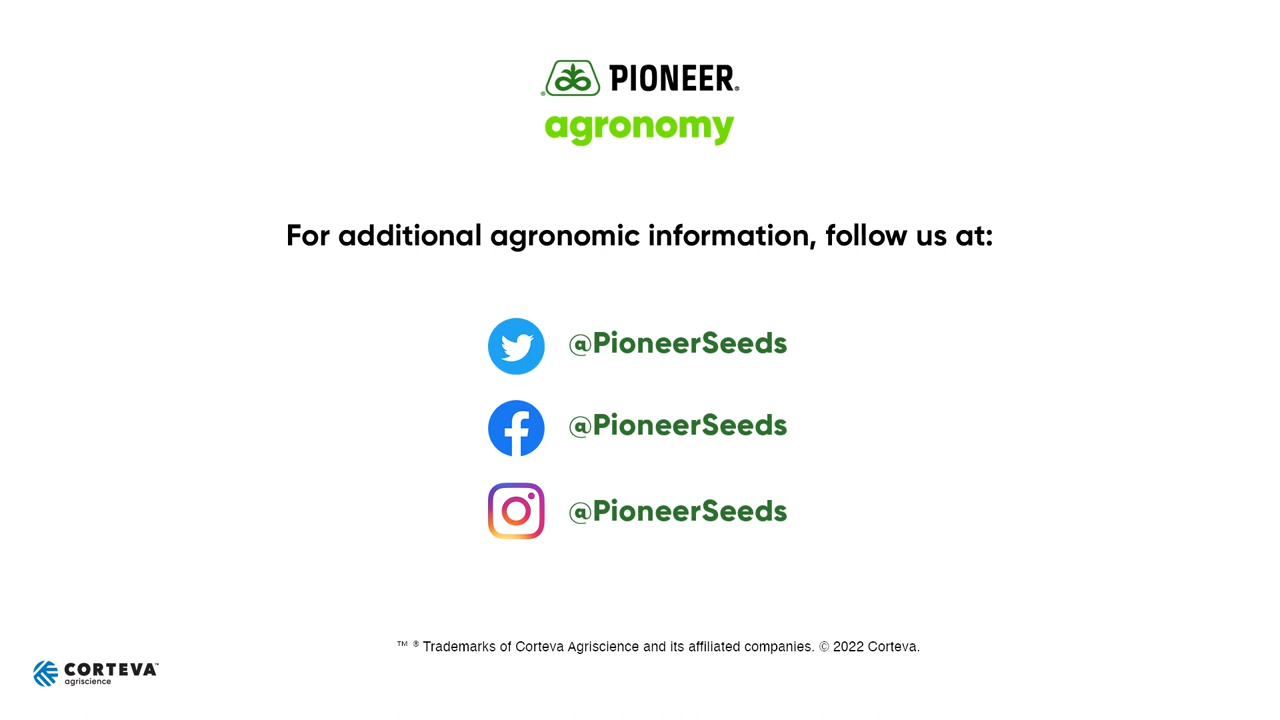 ® PIONEER®
agronomy
For additional agronomic information, follow us at:
@PioneerSeeds
@PioneerSeeds
@PioneerSeeds
™ ® Trademarks of Corteva Agriscience and its affiliated companies. © 2022 Corteva.
CORTEVA™
agriscience